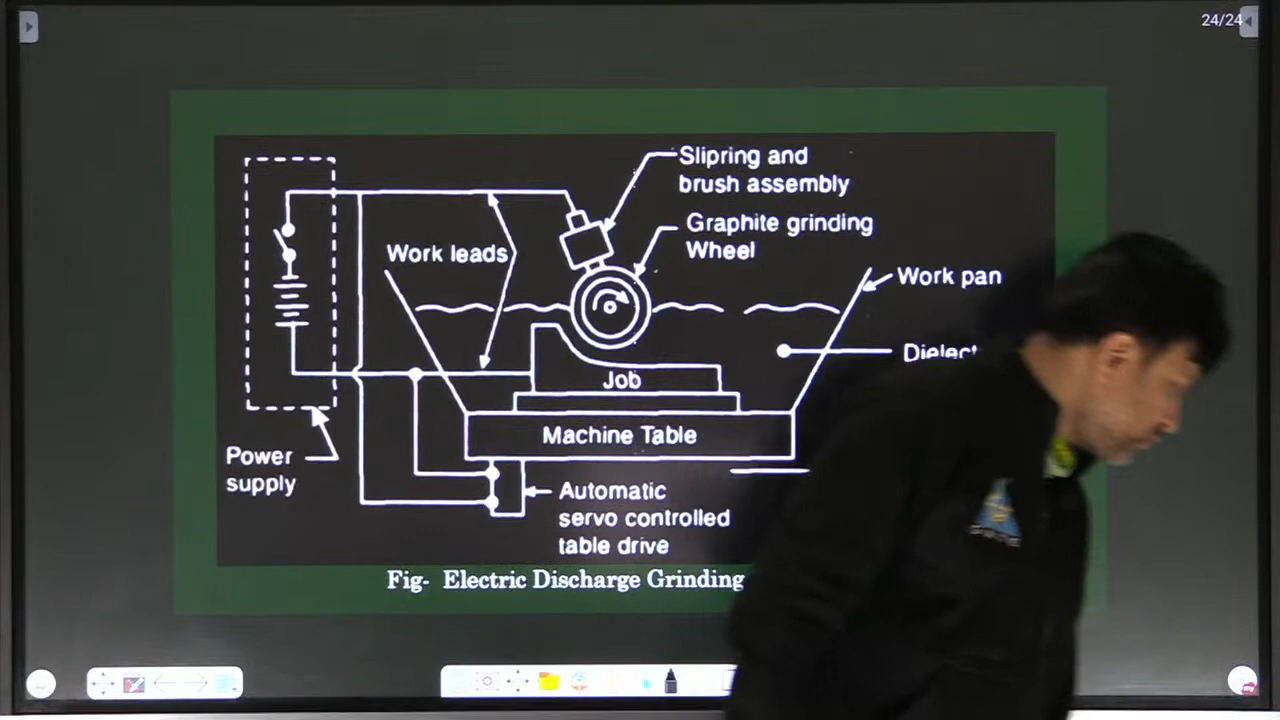 24/24
Slipring and
brush assembly
Graphite grinding
Wheel
Work leads
Work pan
Job
Machine Table
Power
supply
Automatic
servo controlled
table drive
Fig- Electric Discharge Grinding